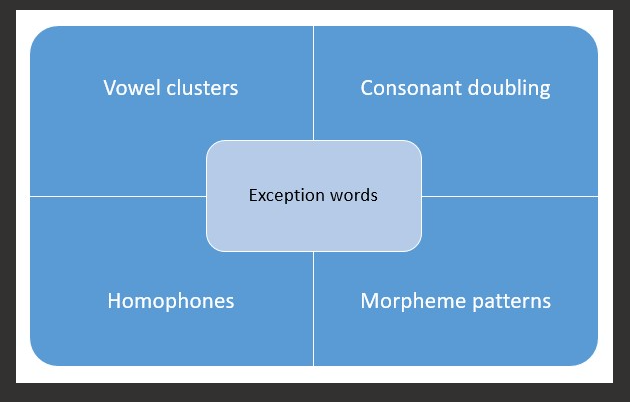 Vowel clusters
Consonant doubling
Exception words
Homophones
Morpheme patterns